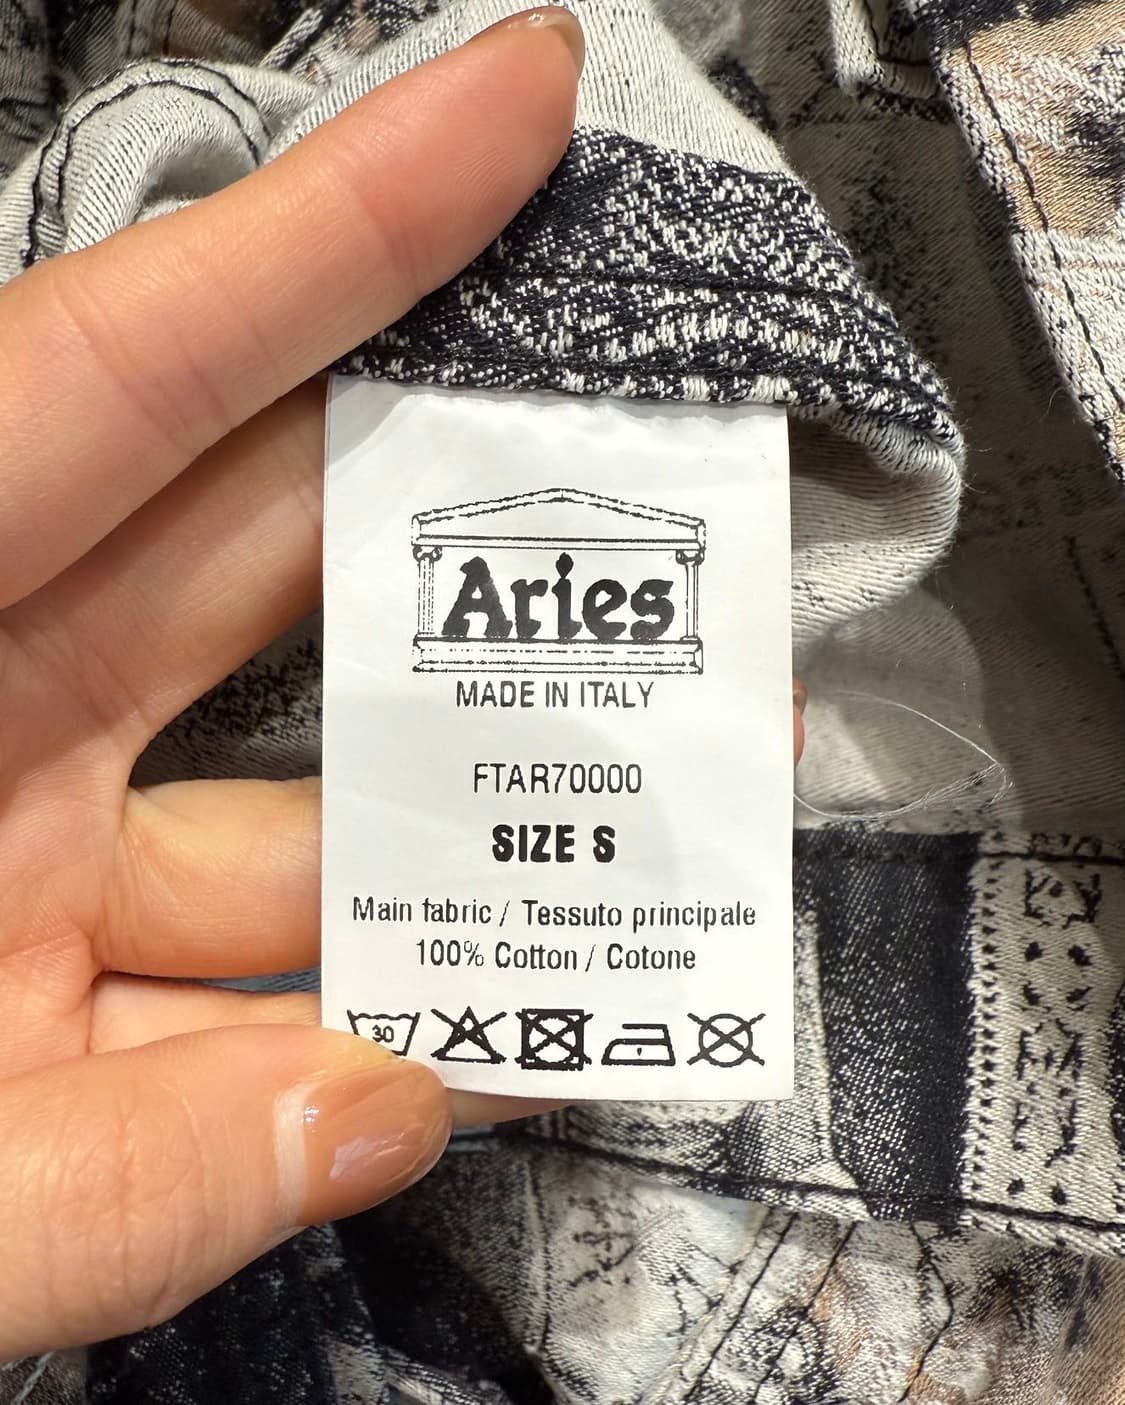 Aries
MADE IN ITALY
FTAR70000
SIZE S
Main fabric / Tessuto principale
100% Cotton / Cotone
30